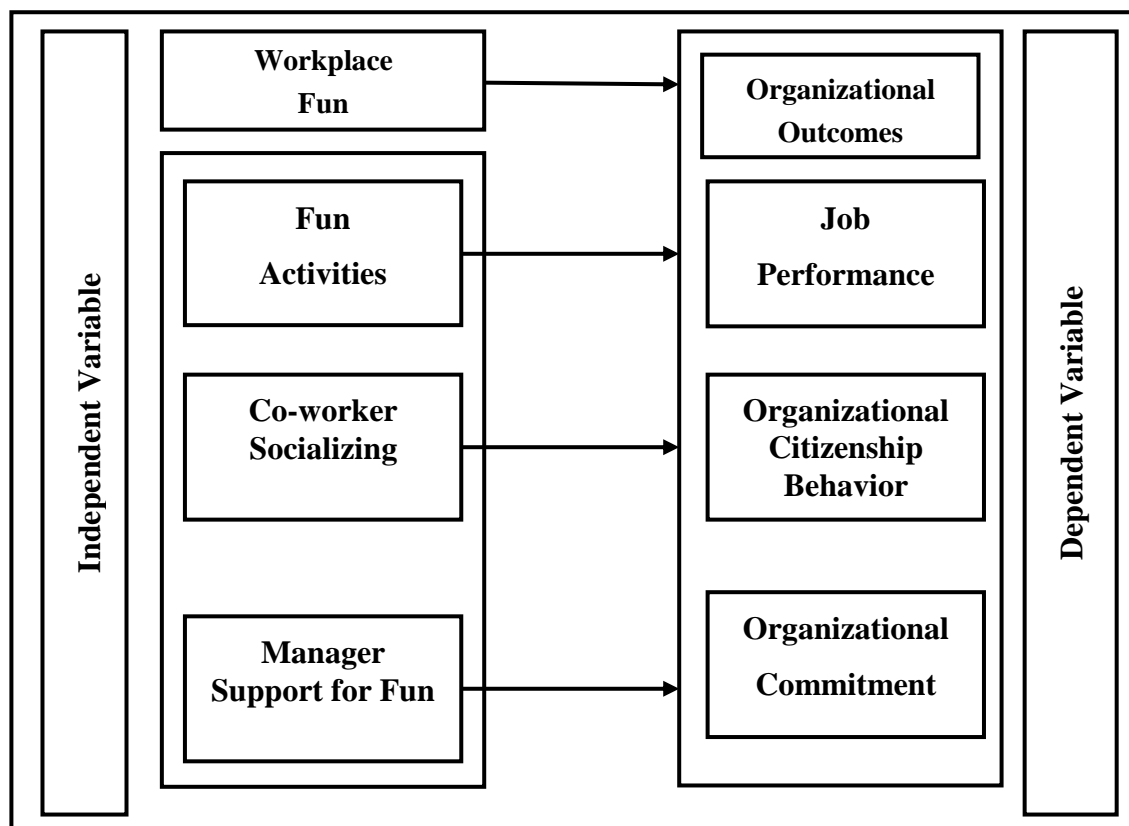 Independent Variable
Workplace
Fun
Fun
Activities
Co-worker
Socializing
Manager
Support for Fun
Organizational
Outcomes
Job
Performance
Organizational
Citizenship
Behavior
Organizational
Commitment
Dependent Variable